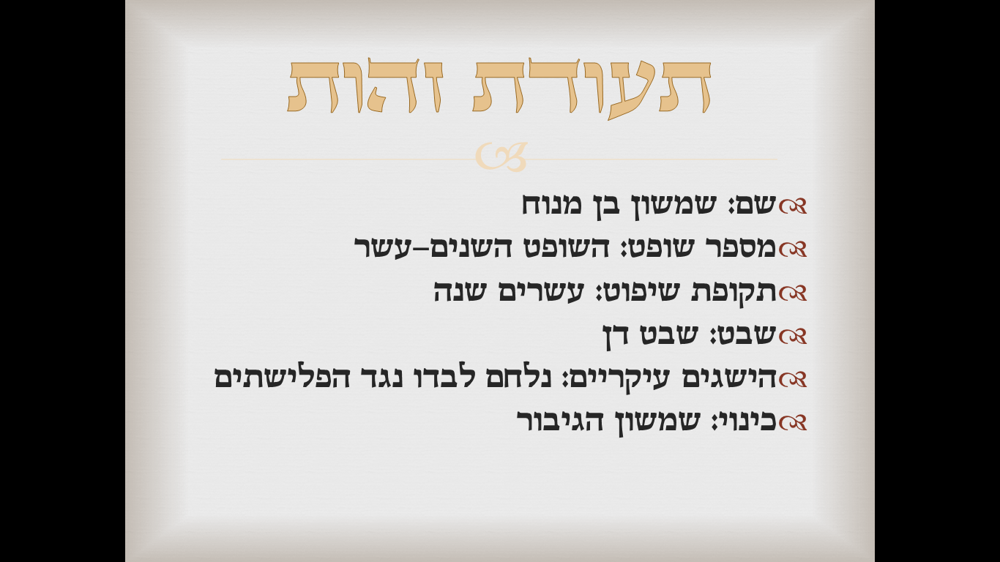 תעודת זהות
שם: שמשון בן מנוח
מספר שופט: השופט השנים–עשר
תקופת שיפוט: עשרים שנה
שבט: שבט דן
הישגים עיקריים: נלחם לבדו נגד הפלישתים
כינוי: שמשון הגיבור